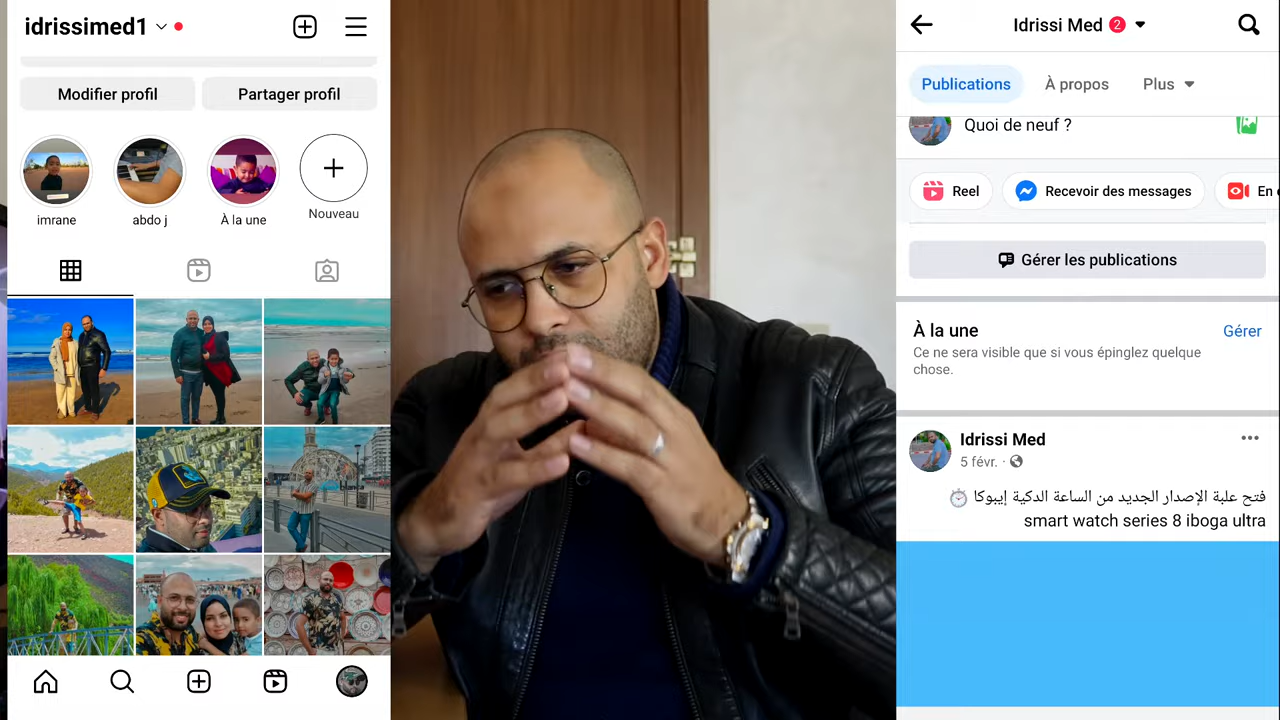 idrissimed1
Modifier profil
Partager profil
imrane
abdo j
À la une
Nouveau
Idrissi Med 2
Publications
À propos
Plus
Quoi de neuf ?
Reel
Recevoir des messages
En
Gérer les publications
À la une
Gérer
Ce ne sera visible que si vous épinglez quelque
chose.
Idrissi Med
5 févr.
فتح علبة الإصدار الجديد من الساعة الدكية إيبوكا
smart watch series 8 iboga ultra